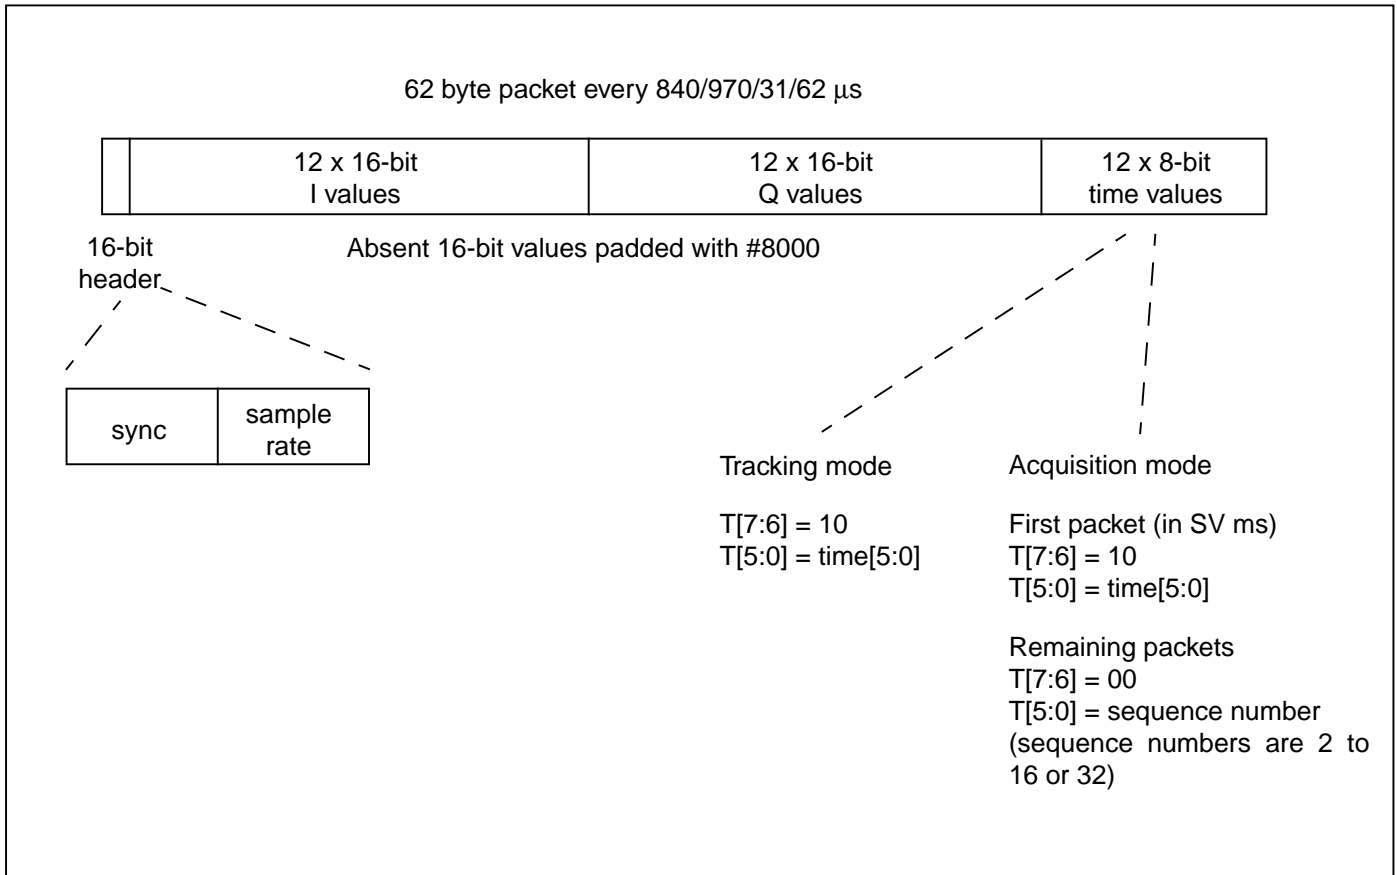 62 byte packet every 840/970/31/62 μs
12 x 16-bit
I values
12 x 16-bit
Q values
12 x 8-bit
time values
16-bit
header
Absent 16-bit values padded with #8000
sync
sample
rate
Tracking mode
T[7:6] = 10
T[5:0] = time[5:0]
Acquisition mode
First packet (in SV ms)
T[7:6] = 10
T[5:0] = time[5:0]
Remaining packets
T[7:6] = 00
T[5:0] = sequence number
(sequence numbers are 2 to
16 or 32)